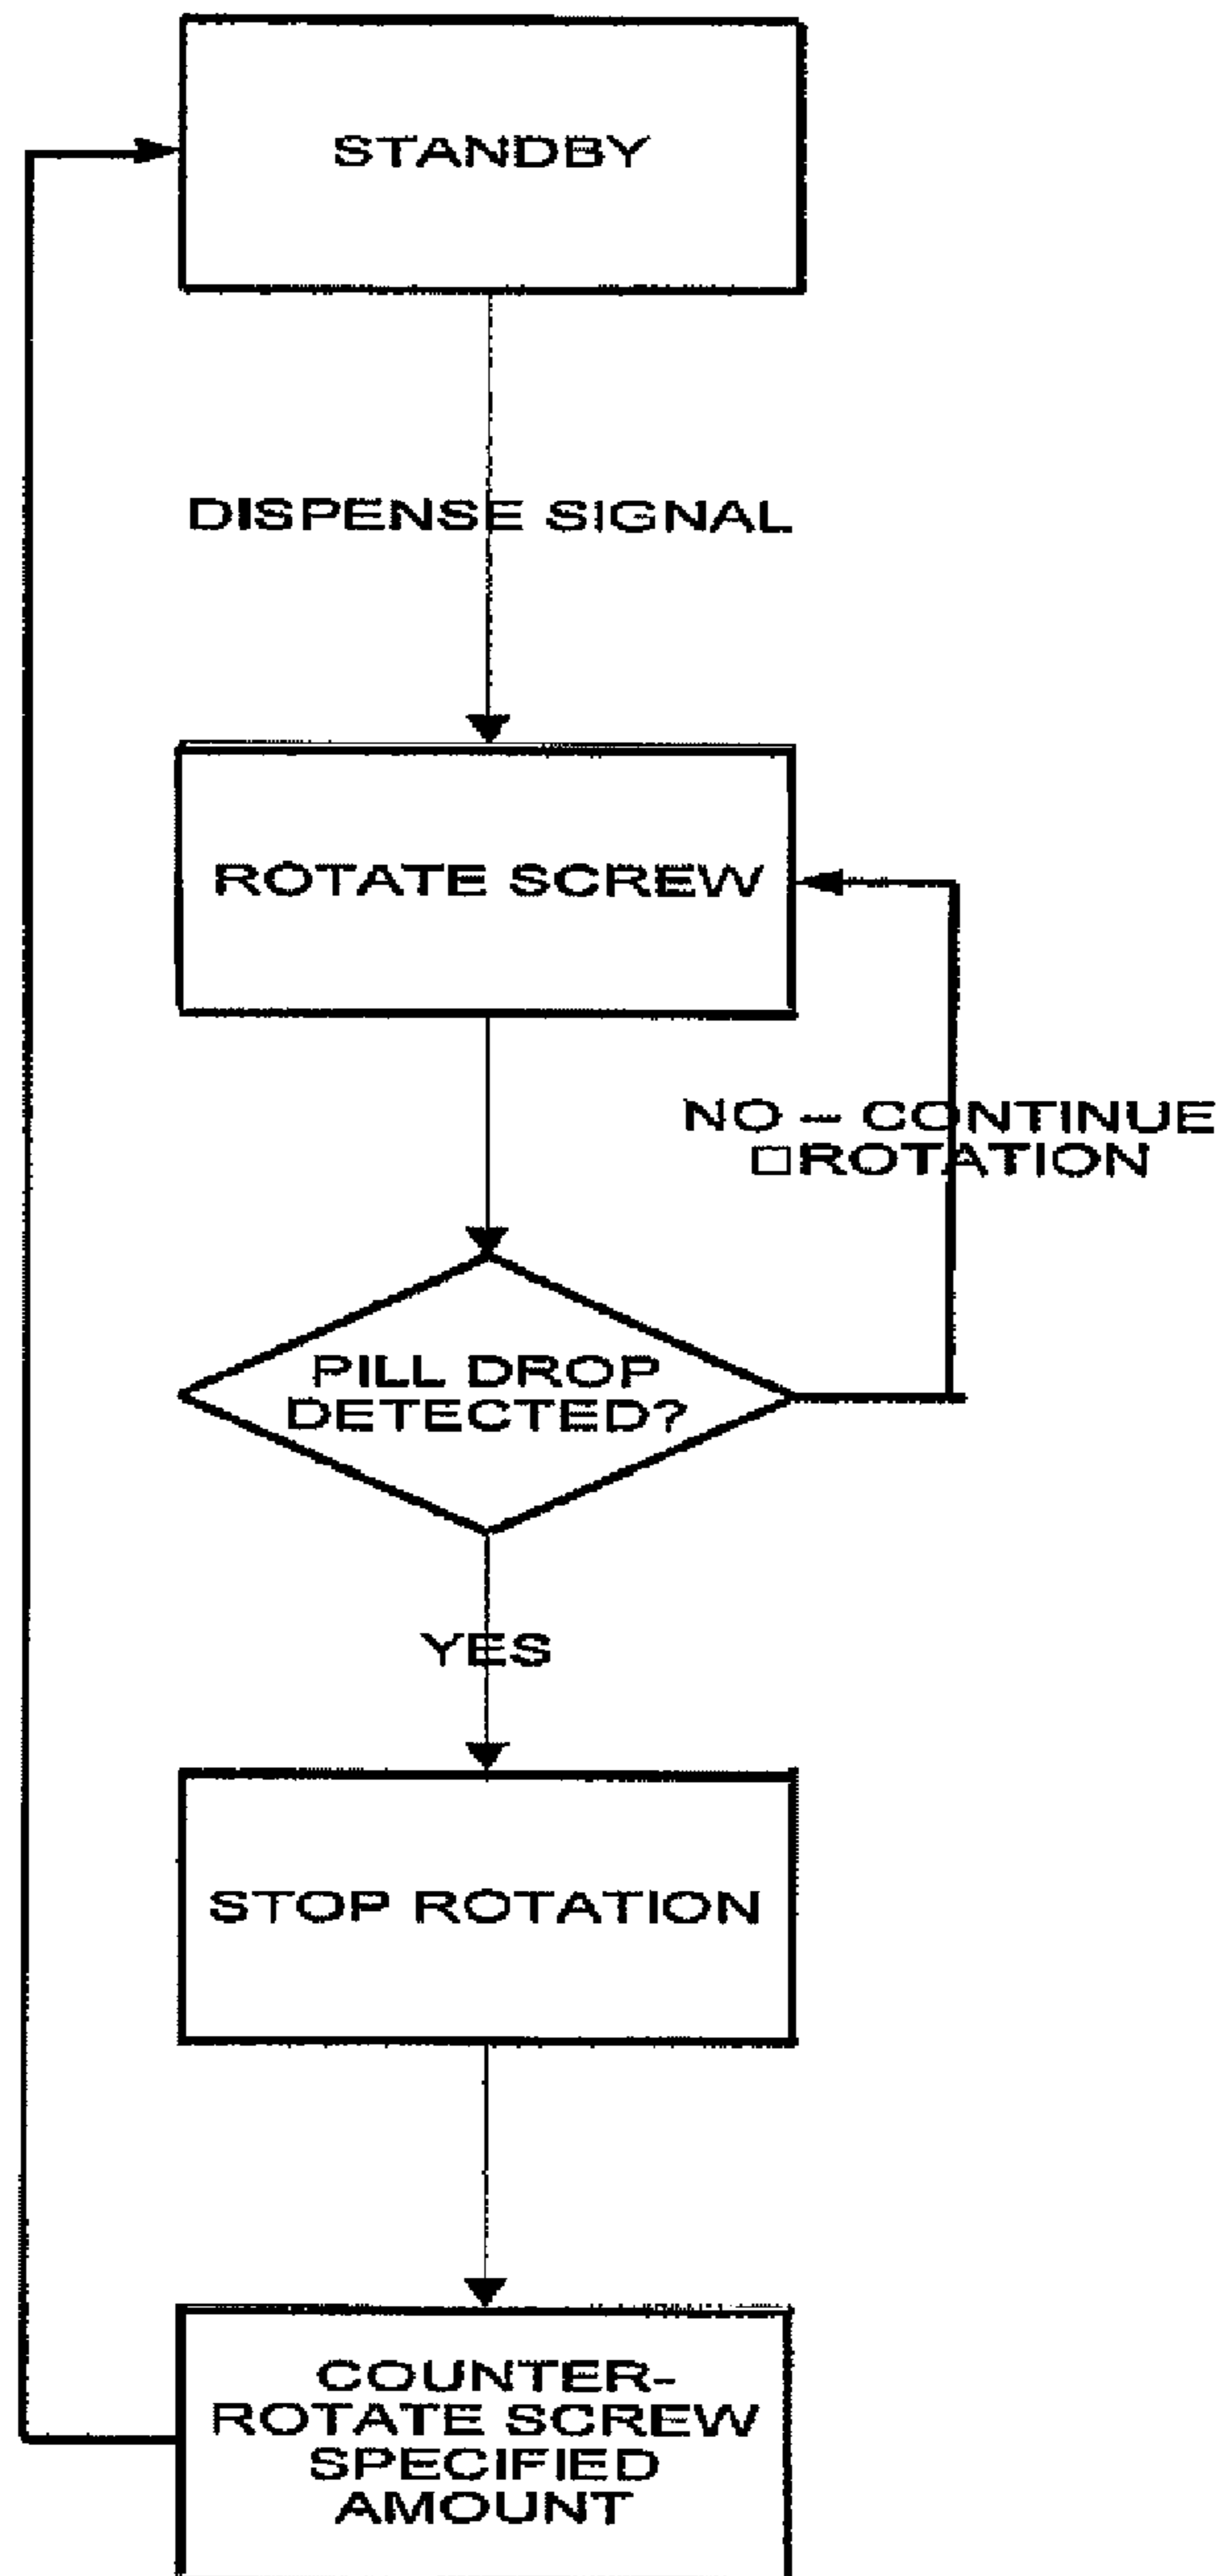 STANDBY
DISPENSE SIGNAL
ROTATE SCREW
NO – CONTINUE
□ROTATION
PILL DROP
DETECTED?
YES
STOP ROTATION
COUNTER-
ROTATE SCREW
SPECIFIED
AMOUNT